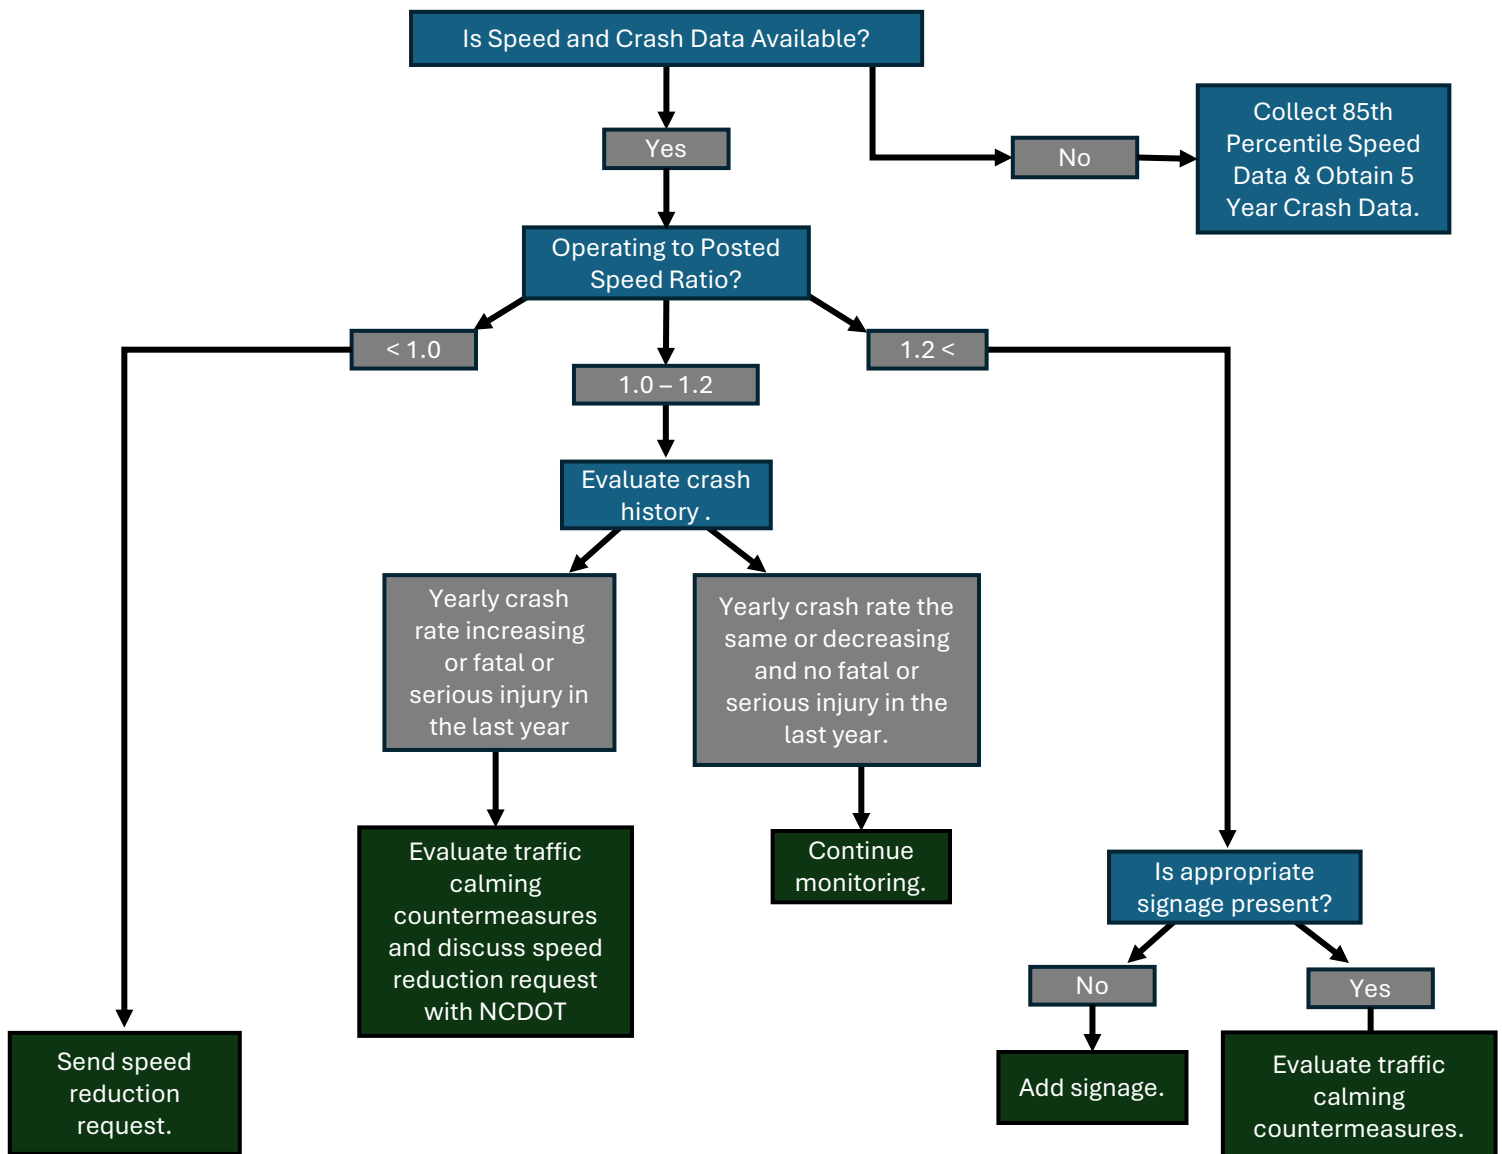 Is Speed and Crash Data Available?
Yes
No
Collect 85th
Percentile Speed
Data & Obtain 5
Year Crash Data.
Operating to Posted
Speed Ratio?
< 1.0
1.0 – 1.2
1.2 <
Evaluate crash
history .
Yearly crash
rate increasing
or fatal or
serious injury in
the last year
Yearly crash rate the
same or decreasing
and no fatal or
serious injury in the
last year.
Evaluate traffic
calming
countermeasures
and discuss speed
reduction request
with NCDOT
Continue
monitoring.
Is appropriate
signage present?
No
Yes
Send speed
reduction
request.
Add signage.
Evaluate traffic
calming
countermeasures.